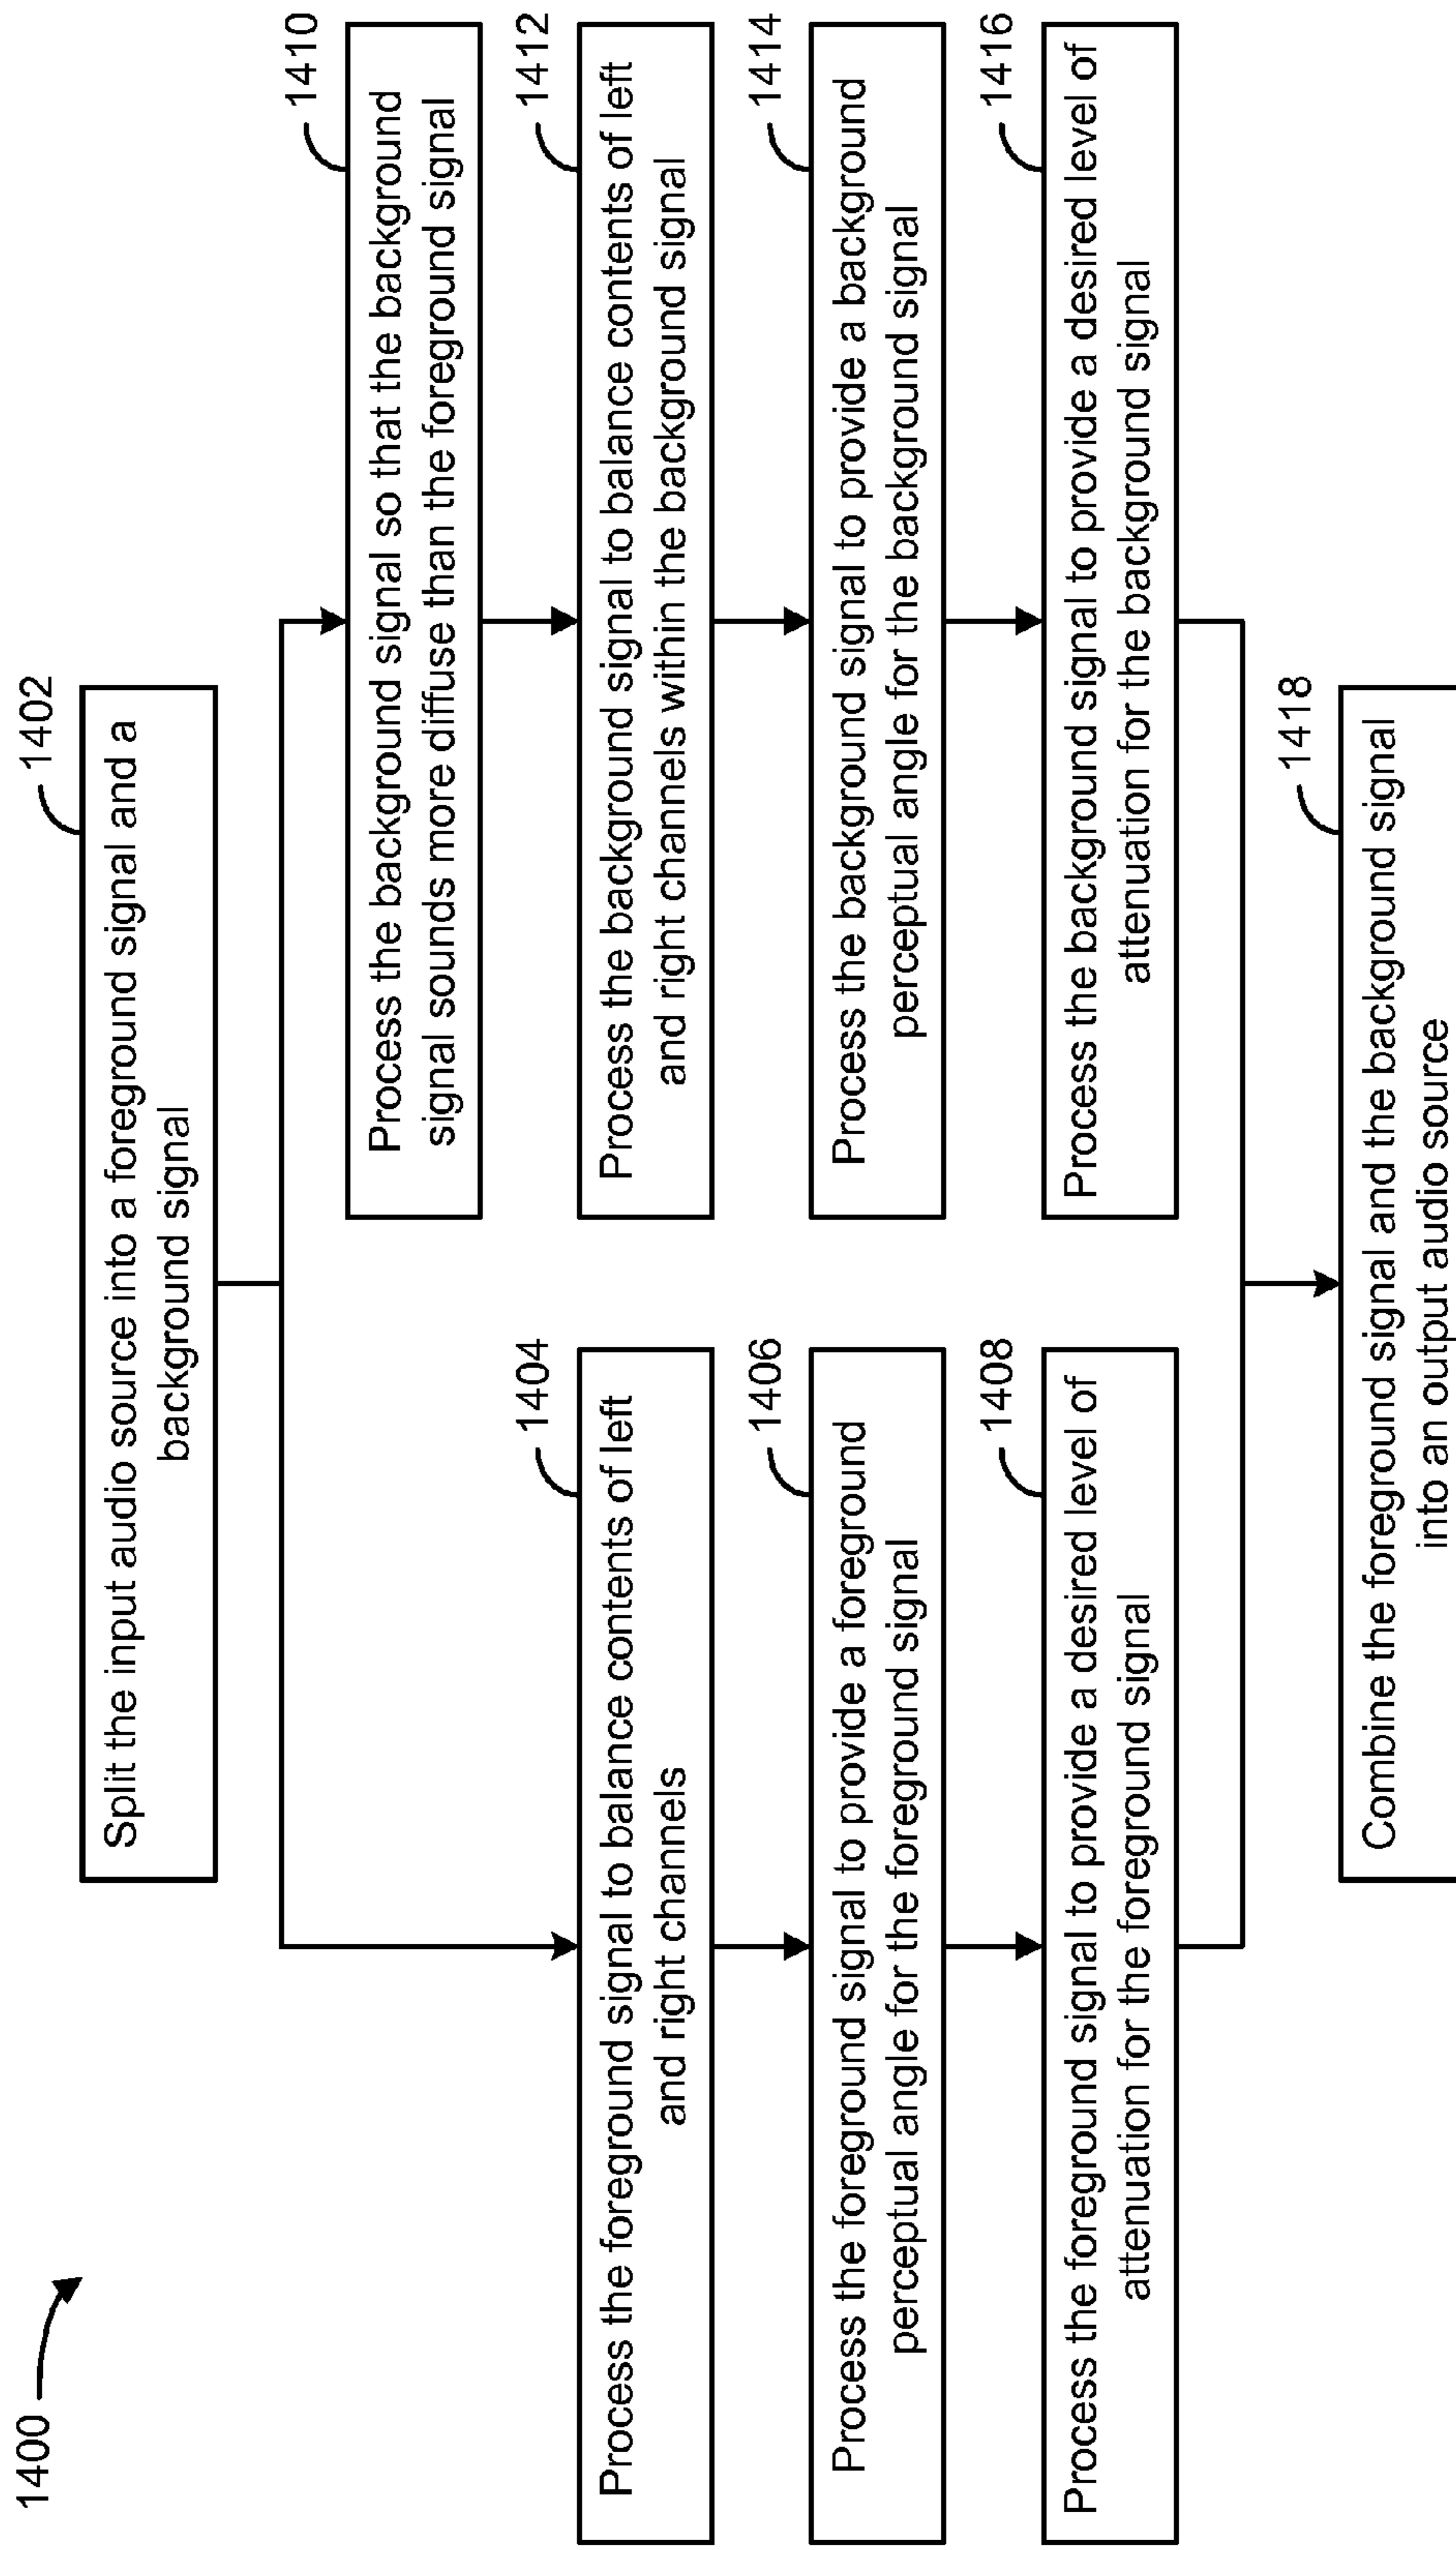 1400
1402
Split the input audio source into a foreground signal and a
background signal
1404
Process the foreground signal to balance contents of left
and right channels
1406
Process the foreground signal to provide a foreground
perceptual angle for the foreground signal
1408
Process the foreground signal to provide a desired level of
attenuation for the foreground signal
1410
Process the background signal so that the background
signal sounds more diffuse than the foreground signal
1412
Process the background signal to balance contents of left
and right channels within the background signal
1414
Process the background signal to provide a background
perceptual angle for the background signal
1416
Process the background signal to provide a desired level of
attenuation for the background signal
1418
Combine the foreground signal and the background signal
into an output audio source